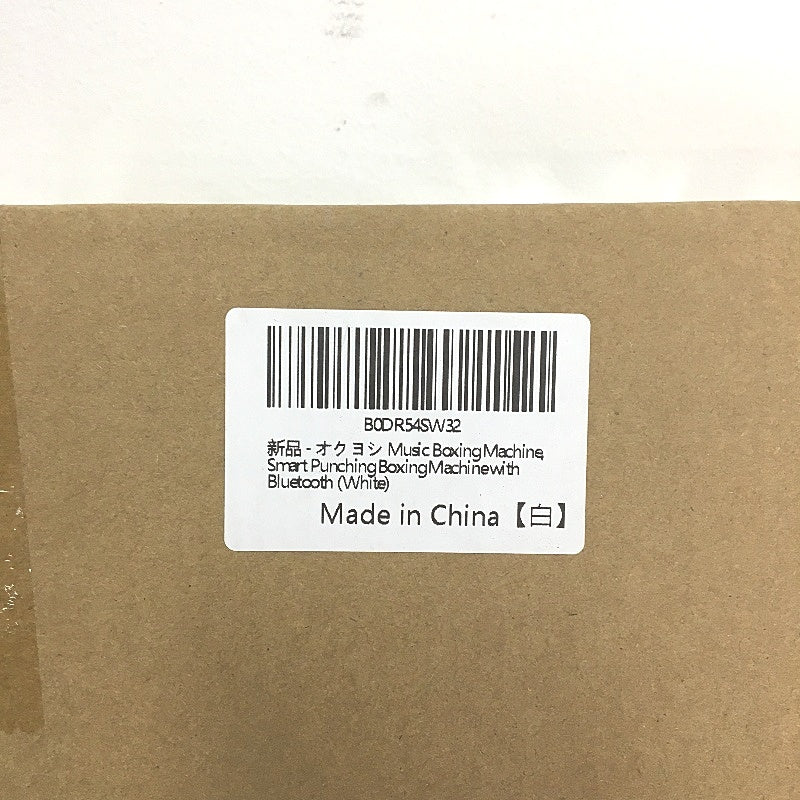 B0DR54SW32
新品 - オクヨシ Music Boxing Machine,
Smart Punching Boxing Machine with
Bluetooth (White)
Made in China【白】